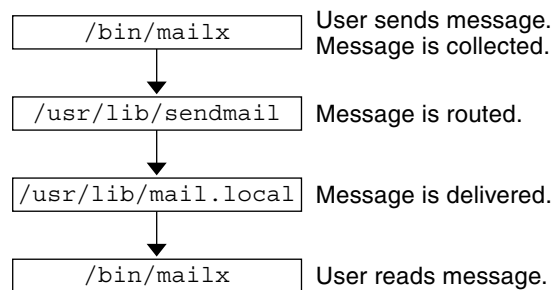 /bin/mailx
User sends message.
Message is collected.
/usr/lib/sendmail
Message is routed.
/usr/lib/mail.local
Message is delivered.
/bin/mailx
User reads message.